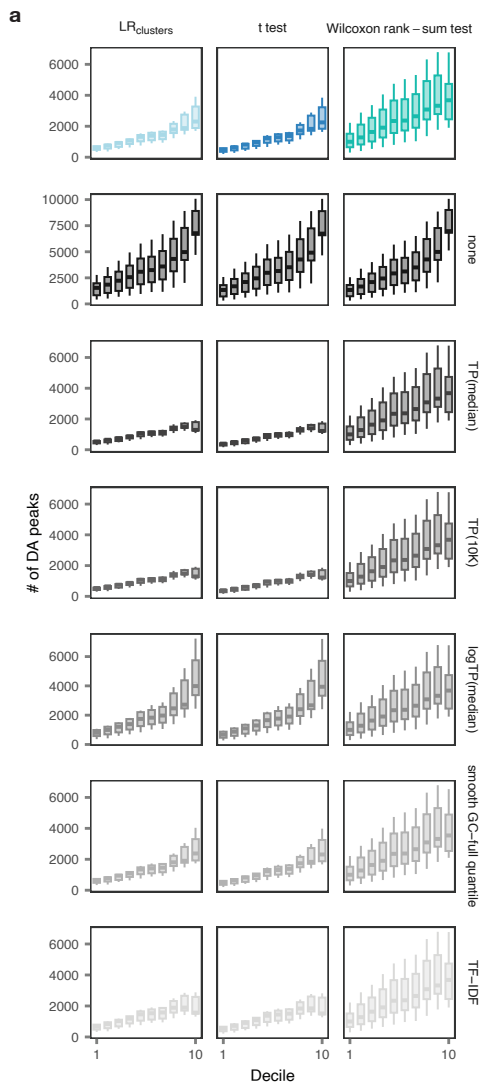 a
LRclusters
t test
Wilcoxon rank–sum test
6000
4000
2000
0
10000
7500
5000
2500
0
none
6000
4000
2000
0
TP(median)
6000
4000
2000
0
TP(10K)
# of DA peaks
6000
4000
2000
0
logTP(median)
6000
4000
2000
0
smooth GC–full quantile
6000
4000
2000
0
TF–IDF
1
10
1
10
1
10
Decile